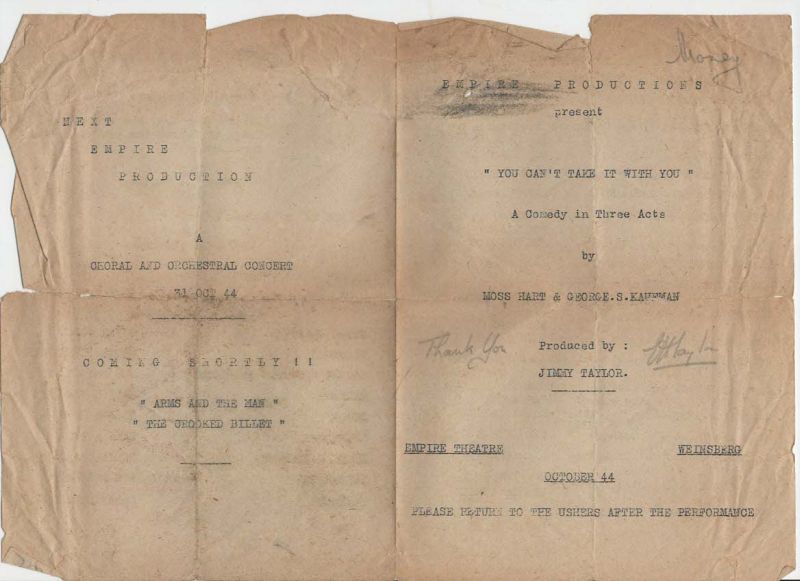 NEXT
EMPIRE
PRODUCTION
A
CHORAL AND ORCHESTRAL CONCERT
31 OCT 44
COMING SHORTLY !!
" ARMS AND THE MAN "
" THE CROOKED BILLET "
Money
EMPIRE PRODUCTIONS
present
" YOU CAN'T TAKE IT WITH YOU "
A Comedy in Three Acts
by
MOSS HART & GEORGE.S.KAUFMAN
Thank You
Produced by :
JIMMY TAYLOR.
EMPIRE THEATRE WEINSBERG
OCTOBER 44
PLEASE RETURN TO THE USHERS AFTER THE PERFORMANCE